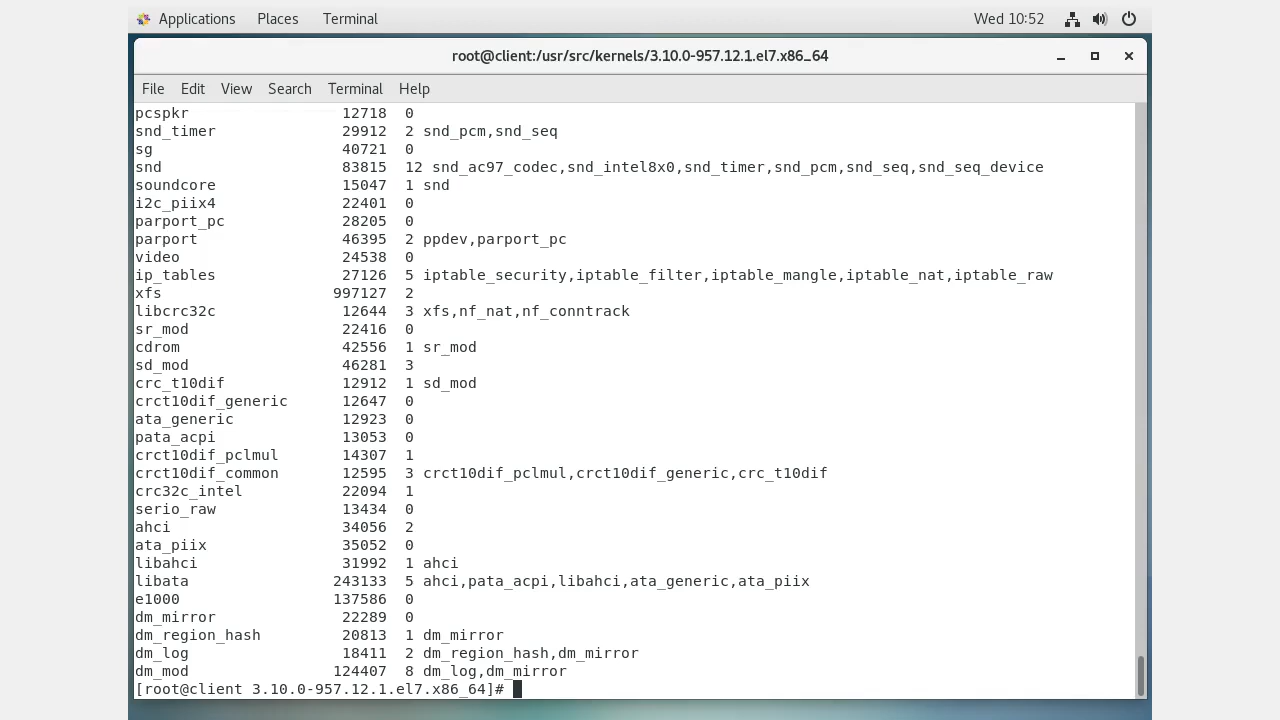 Applications Places Terminal Wed 10:52
root@client:/usr/src/kernels/3.10.0-957.12.1.el7.x86_64
File Edit View Search Terminal Help
pcspkr 12718 0
snd_timer 29912 2 snd_pcm,snd_seq
sg 40721 0
snd 83815 12 snd_ac97_codec,snd_intel8x0,snd_timer,snd_pcm,snd_seq,snd_seq_device
soundcore 15047 1 snd
i2c_piix4 22401 0
parport_pc 28205 0
parport 46395 2 ppdev,parport_pc
video 24538 0
ip_tables 27126 5 iptable_security,iptable_filter,iptable_mangle,iptable_nat,iptable_raw
xfs 997127 2
libcrc32c 12644 3 xfs,nf_nat,nf_conntrack
sr_mod 22416 0
cdrom 42556 1 sr_mod
sd_mod 46281 3
crc_t10dif 12912 1 sd_mod
crct10dif_generic 12647 0
ata_generic 12923 0
pata_acpi 13053 0
crct10dif_pclmul 14307 1
crct10dif_common 12595 3 crct10dif_pclmul,crct10dif_generic,crc_t10dif
crc32c_intel 22094 1
serio_raw 13434 0
ahci 34056 2
ata_piix 35052 0
libahci 31992 1 ahci
libata 243133 5 ahci,pata_acpi,libahci,ata_generic,ata_piix
e1000 137586 0
dm_mirror 22289 0
dm_region_hash 20813 1 dm_mirror
dm_log 18411 2 dm_region_hash,dm_mirror
dm_mod 124407 8 dm_log,dm_mirror
[root@client 3.10.0-957.12.1.el7.x86_64]#